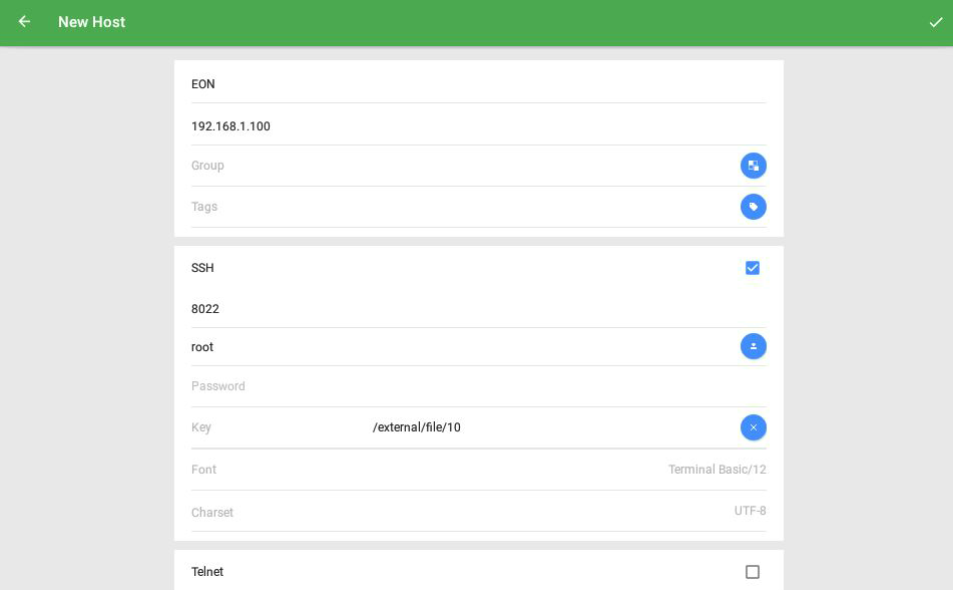 New Host
EON
192.168.1.100
Group
Tags
SSH
8022
root
Password
Key /external/file/10
Font Terminal Basic/12
Charset UTF-8
Telnet